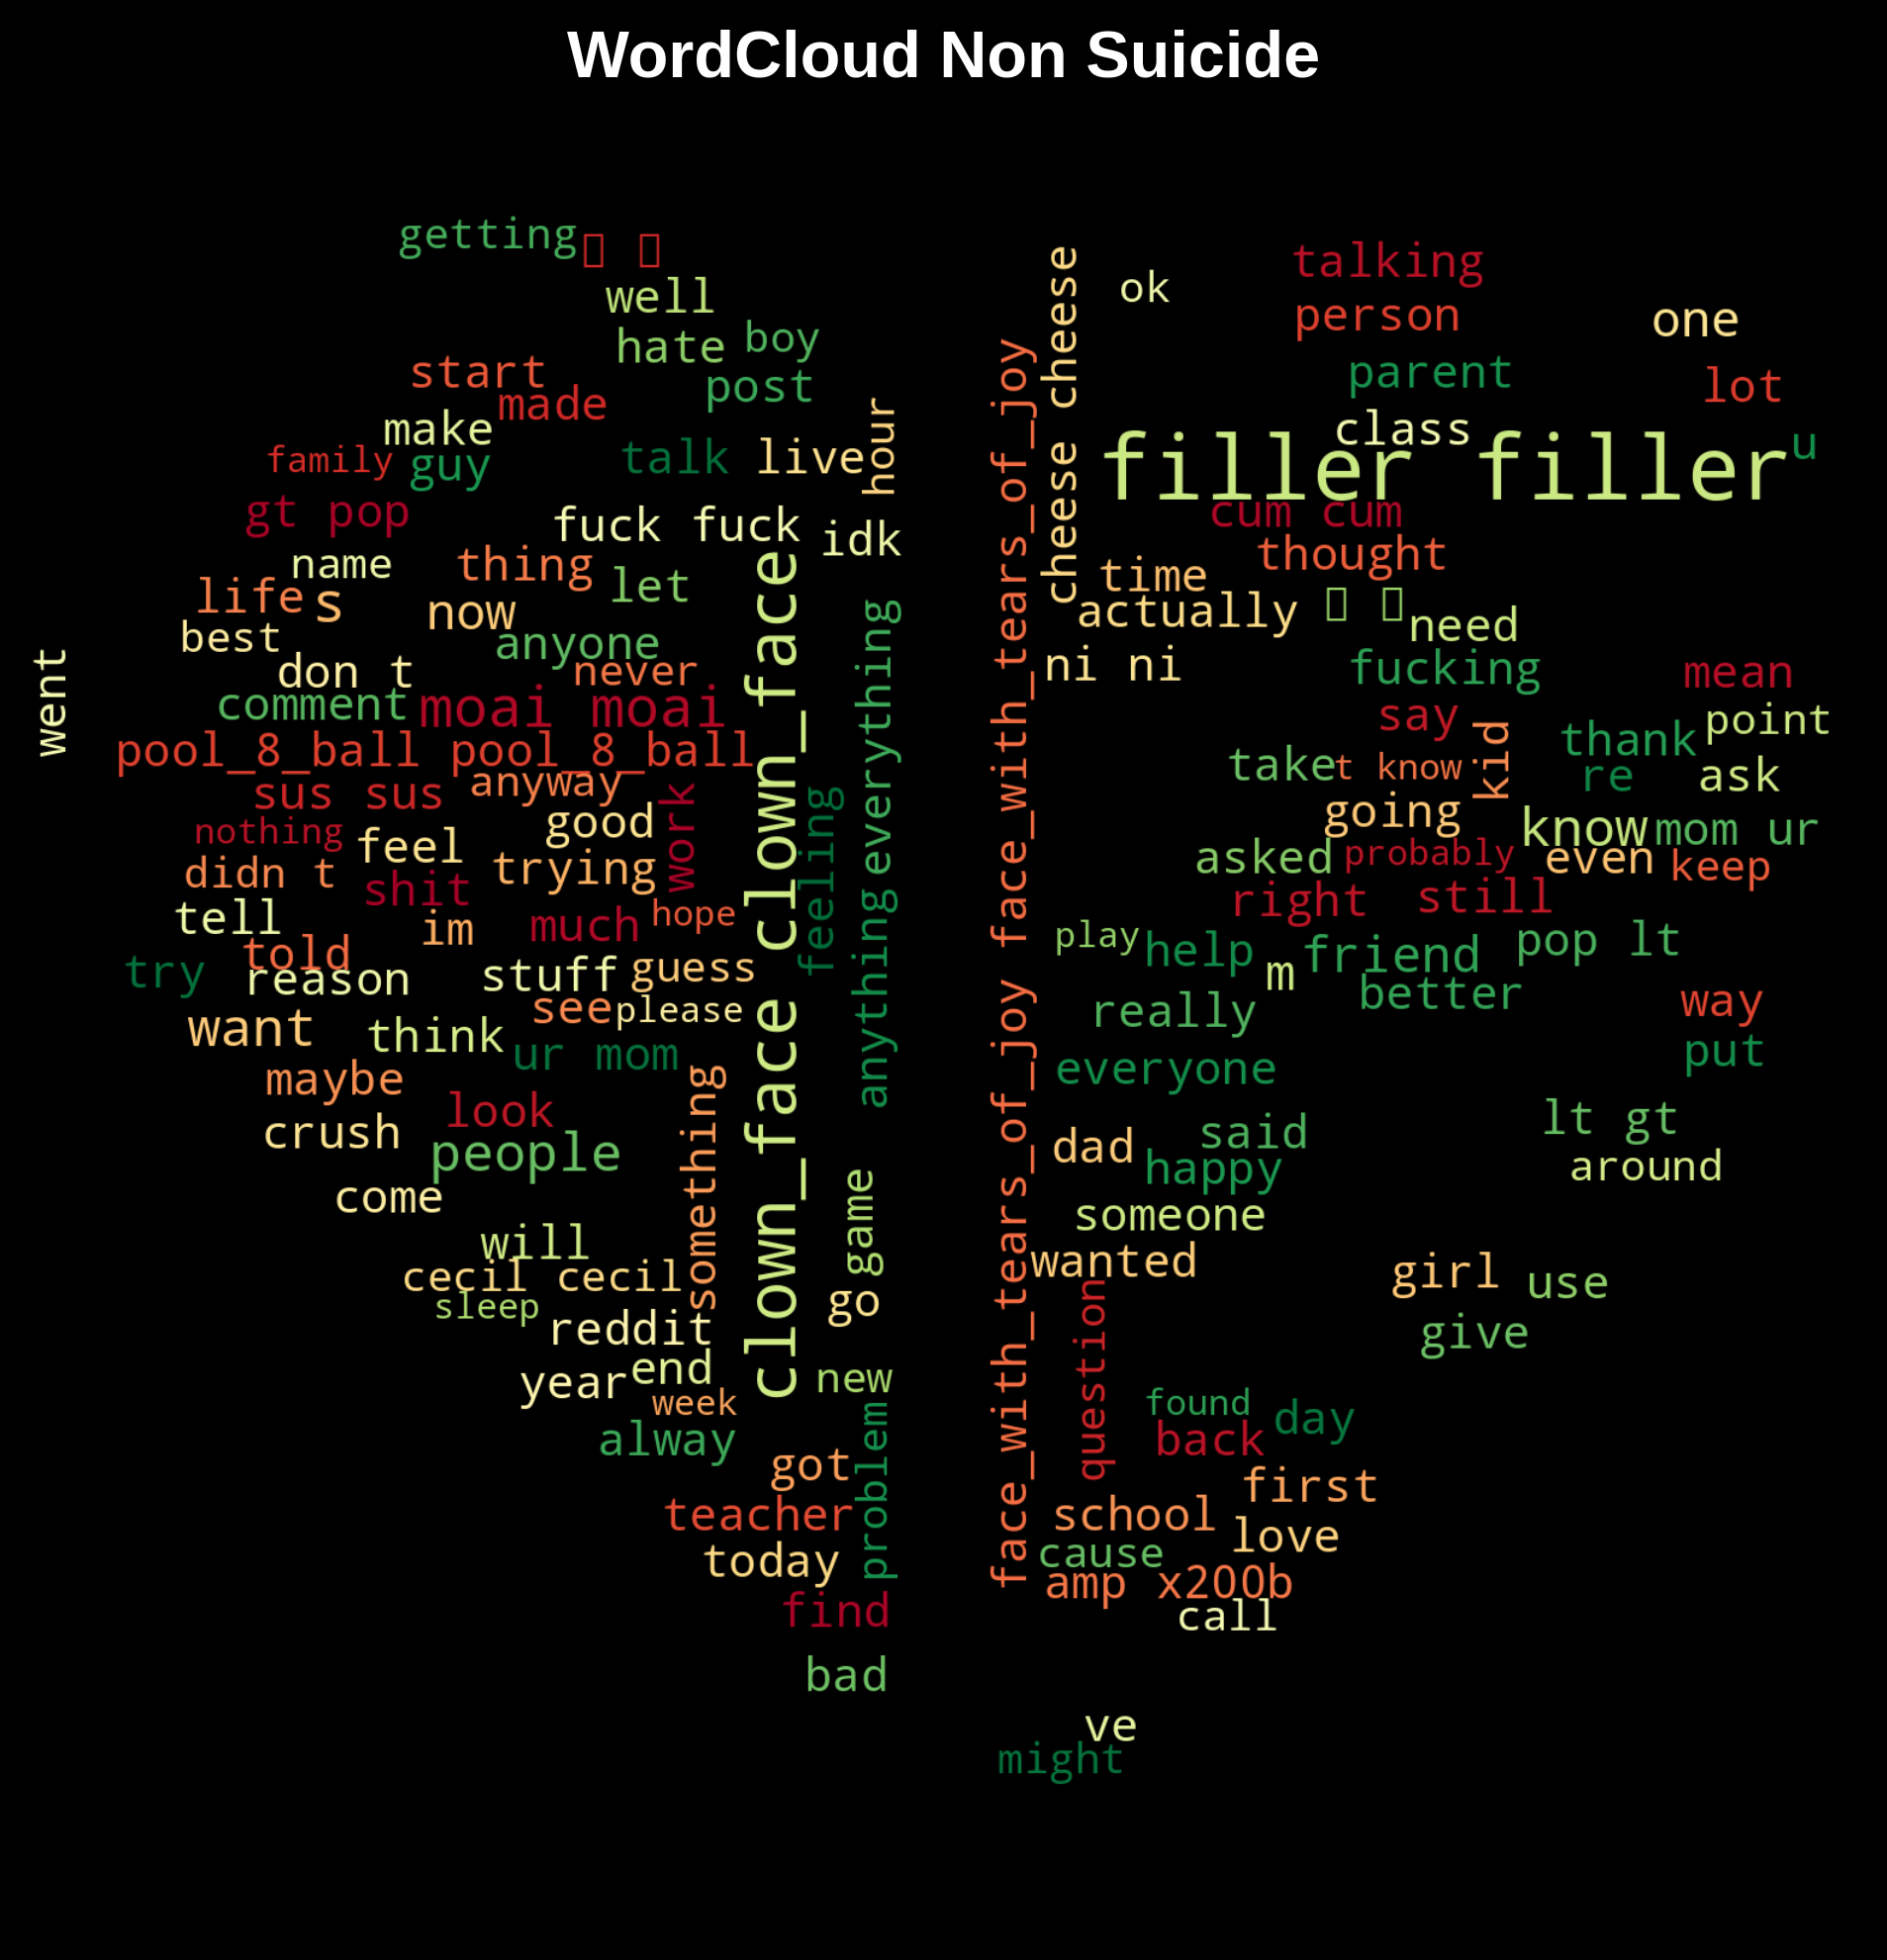 WordCloud Non Suicide
getting
well
hate
boy
start
made
post
make
family
guy
talk
live
hour
gt pop
fuck fuck
idk
name
thing
let
life
s
now
best
anyone
don t
never
went
comment
moai moai
pool_8_ball pool_8_ball
anyway
sus sus
nothing
feel
good
work
didn t
trying
shit
tell
im
much
hope
told
try
reason
stuff
guess
see
please
want
think
ur mom
maybe
look
crush
people
something
come
will
cecil cecil
sleep
reddit
year
end
week
alway
clown_face clown_face
feeling
everything
anything
game
go
new
got
problem
teacher
today
find
bad
face_with_tears_of_joy face_with_tears_of_joy
cheese cheese
ok
talking
person
one
parent
lot
class
filler filler
u
cum cum
thought
time
actually
need
ni ni
fucking
mean
say
point
kid
thank
take
t know
re
ask
going
know
mom ur
asked
probably
even
keep
right
still
play
help
friend
pop lt
m
better
really
way
put
everyone
lt gt
said
dad
happy
around
someone
wanted
girl
use
question
give
found
day
back
first
school
love
cause
amp x200b
call
ve
might